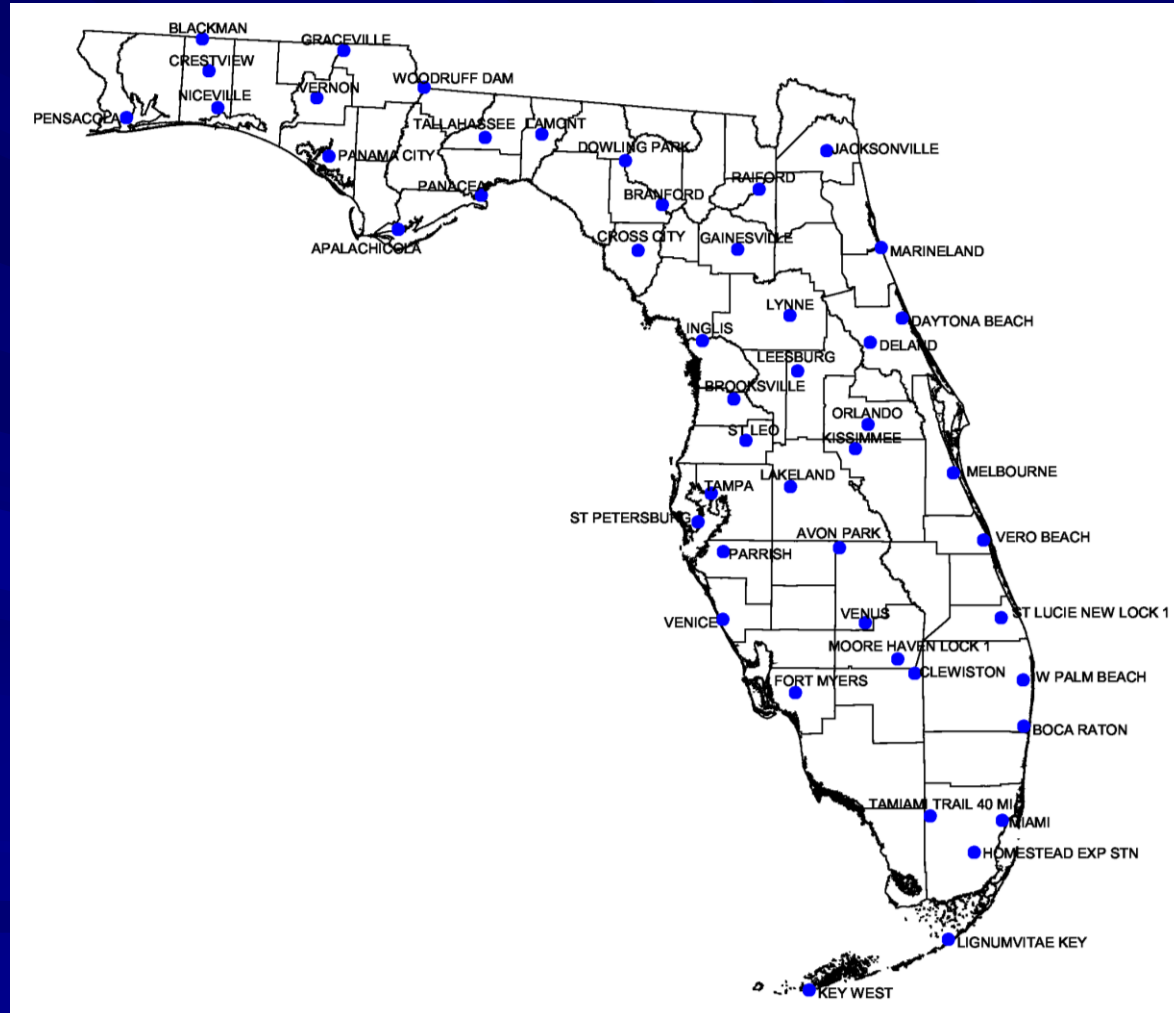 BLACKMAN
GRACEVILLE
CRESTVIEW
WOODRUFF DAM
VERNON
NICEVILLE
PENSACOLA
TALLAHASSEE
LAMONT
DOWLING PARK
JACKSONVILLE
PANAMA CITY
PANACEA
RAIFORD
BRANFORD
CROSS CITY
GAINESVILLE
APALACHICOLA
MARINELAND
LYNNE
DAYTONA BEACH
INGLIS
DELAND
LEESBURG
BROOKSVILLE
ORLANDO
ST LEO
KISSIMMEE
MELBOURNE
LAKELAND
TAMPA
ST PETERSBURG
AVON PARK
VERO BEACH
PARRISH
VENUS
ST LUCIE NEW LOCK 1
VENICE
MOORE HAVEN LOCK 1
CLEWISTON
FORT MYERS
W PALM BEACH
BOCA RATON
TAMIAMI TRAIL 40 MI
MIAMI
HOMESTEAD EXP STN
LIGNUMVITAE KEY
KEY WEST